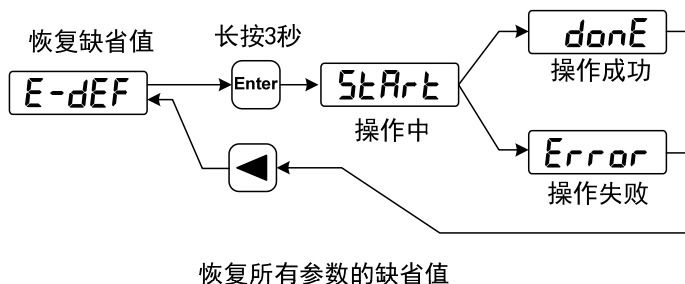 恢复缺省值
长按3秒
E-dEF
Enter
StArt
操作中
donE
操作成功
Error
操作失败
恢复所有参数的缺省值